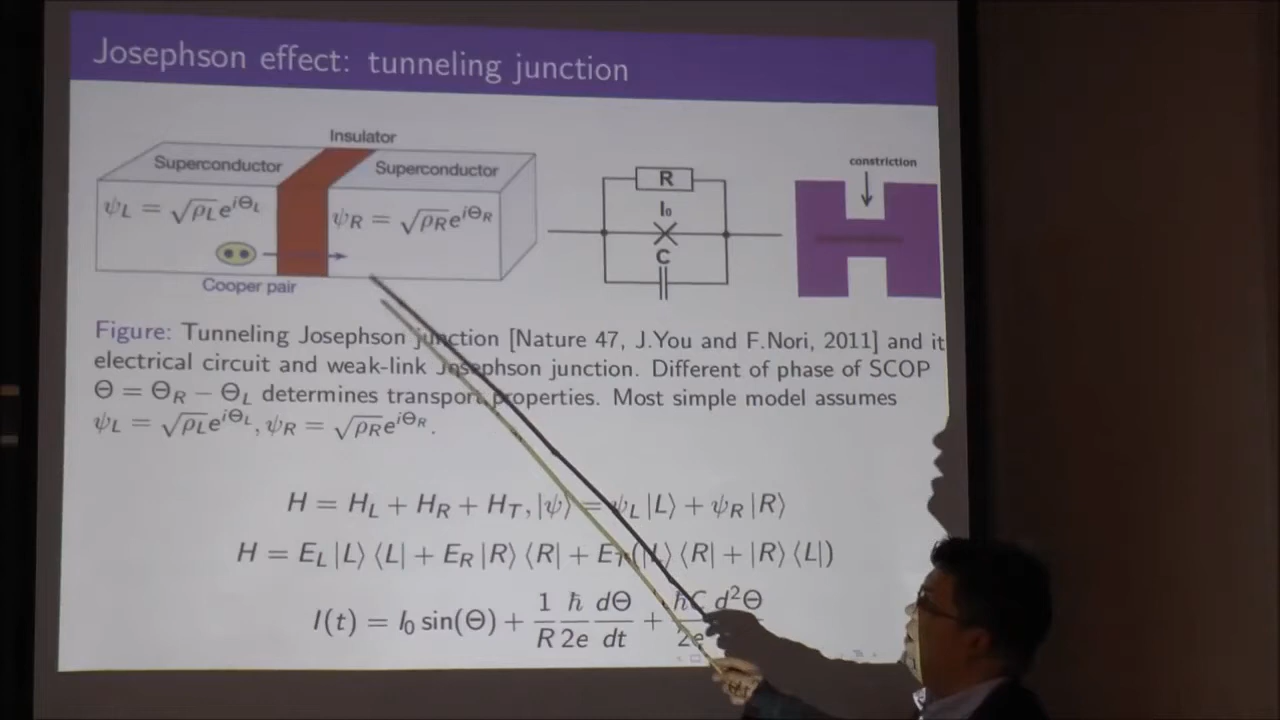 Josephson effect: tunneling junction
Insulator
Superconductor
Superconductor
ψ_L = √ρ_L e^{iΘ_L}
ψ_R = √ρ_R e^{iΘ_R}
Cooper pair
R
I₀
C
constriction
Figure: Tunneling Josephson junction [Nature 47, J.You and F.Nori, 2011] and it
electrical circuit and weak-link Josephson junction. Different of phase of SCOP
Θ = Θ_R − Θ_L determines transport properties. Most simple model assumes
ψ_L = √ρ_L e^{iΘ_L}, ψ_R = √ρ_R e^{iΘ_R}.
H = H_L + H_R + H_T, |ψ⟩ = ψ_L |L⟩ + ψ_R |R⟩
H = E_L |L⟩ ⟨L| + E_R |R⟩ ⟨R| + E_T(|L⟩ ⟨R| + |R⟩ ⟨L|)
I(t) = I₀ sin(Θ) + 1/R ħ/2e dΘ/dt + ħC/2e d²Θ